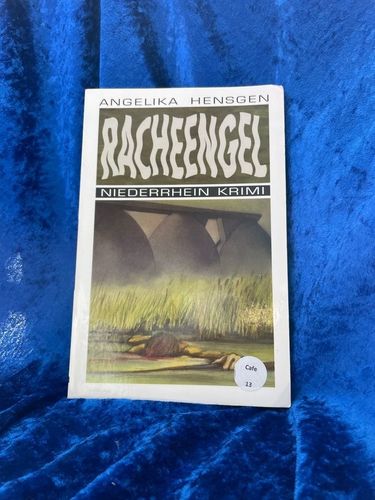 ANGELIKA HENSGEN
RACHEENGEL
NIEDERRHEIN KRIMI
Cafe
13